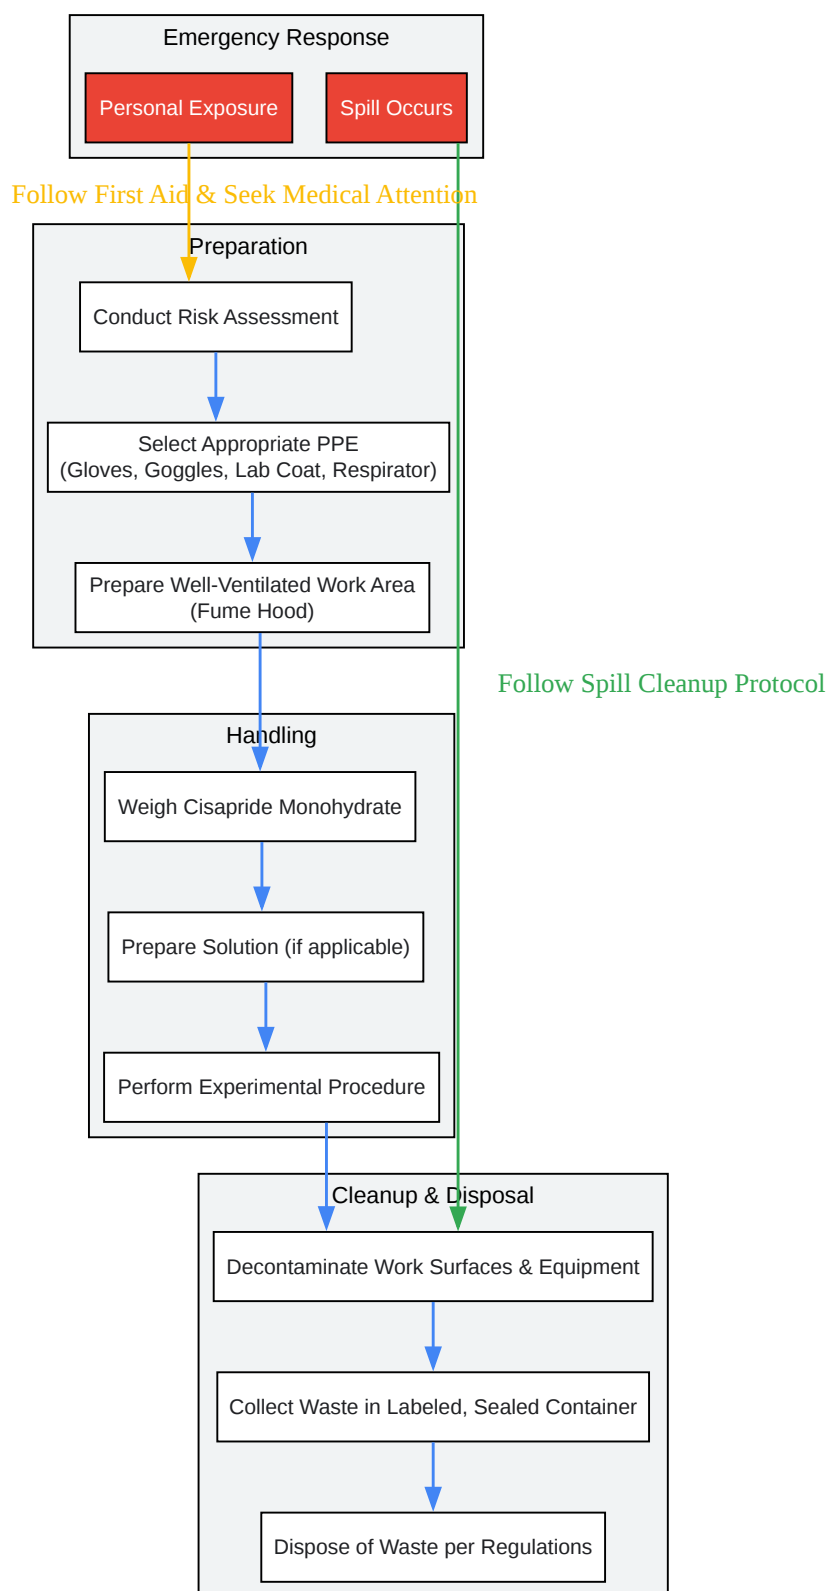 Emergency Response
Personal Exposure
Spill Occurs
Follow First Aid & Seek Medical Attention
Preparation
Conduct Risk Assessment
Select Appropriate PPE
(Gloves, Goggles, Lab Coat, Respirator)
Prepare Well-Ventilated Work Area
(Fume Hood)
Follow Spill Cleanup Protocol
Handling
Weigh Cisapride Monohydrate
Prepare Solution (if applicable)
Perform Experimental Procedure
Cleanup & Disposal
Decontaminate Work Surfaces & Equipment
Collect Waste in Labeled, Sealed Container
Dispose of Waste per Regulations